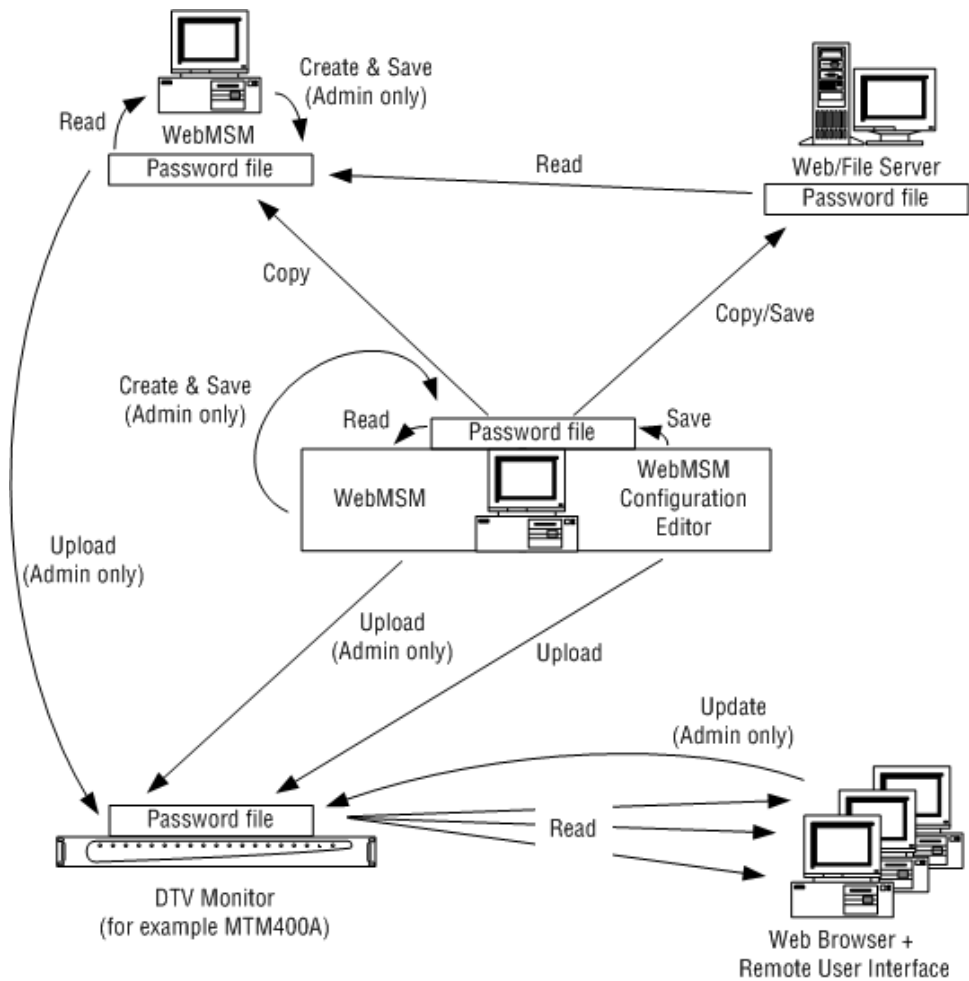 Create & Save
(Admin only)
Read
WebMSM
Password file
Read
Web/File Server
Password file
Copy
Copy/Save
Create & Save
(Admin only)
Read
Password file
Save
WebMSM
WebMSM
Configuration
Editor
Upload
(Admin only)
Upload
(Admin only)
Upload
Update
(Admin only)
Password file
Read
DTV Monitor
(for example MTM400A)
Web Browser +
Remote User Interface